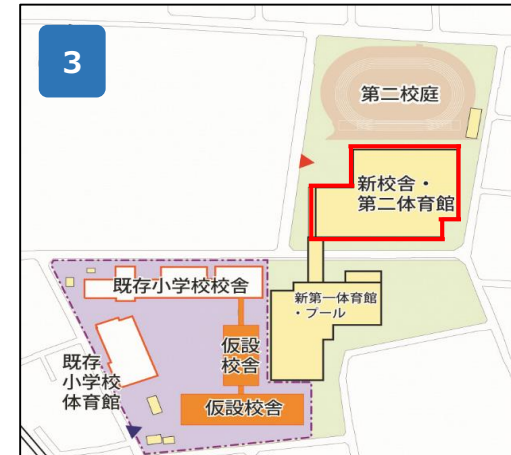 3
第二校庭
新校舎・
第二体育館
既存小学校校舎
新第一体育館
・プール
仮設
校舎
既存
小学校
体育館
仮設校舎